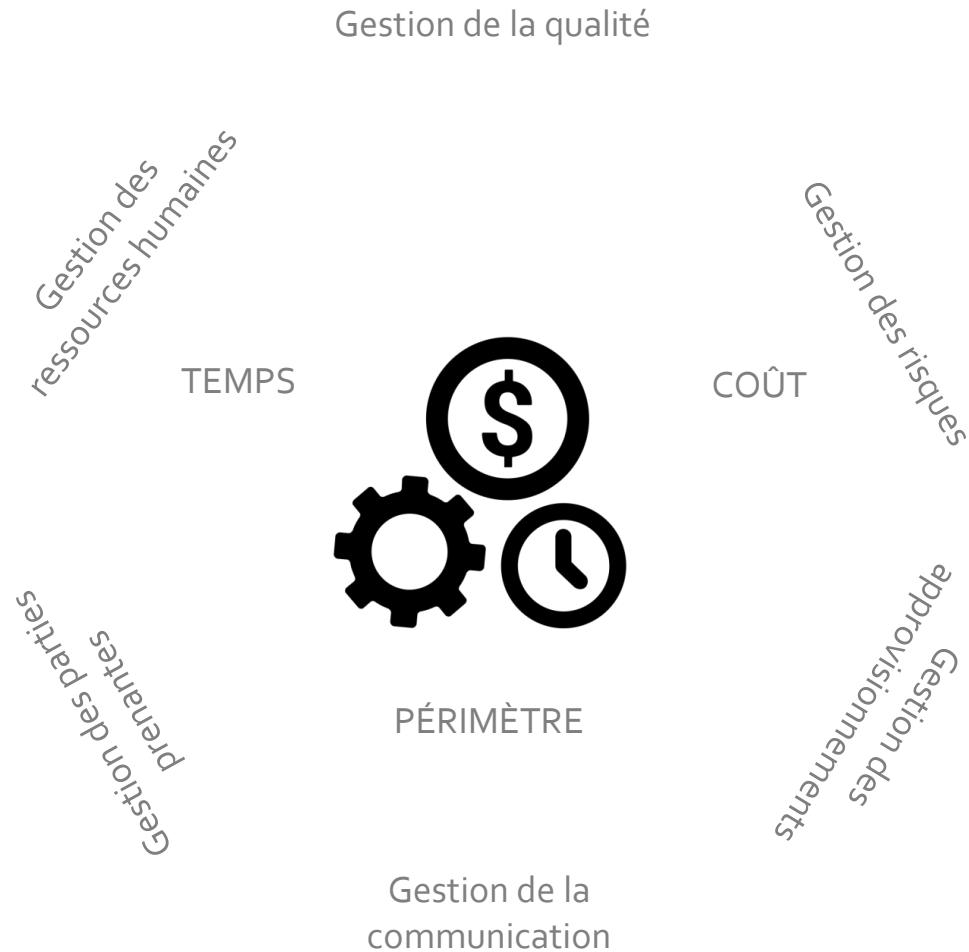 Gestion de la qualité
Gestion des
ressources humaines
Gestion des risques
TEMPS
$
COÛT
Gestion des parties
prenantes
PÉRIMÈTRE
Gestion des
approvisionnements
Gestion de la
communication